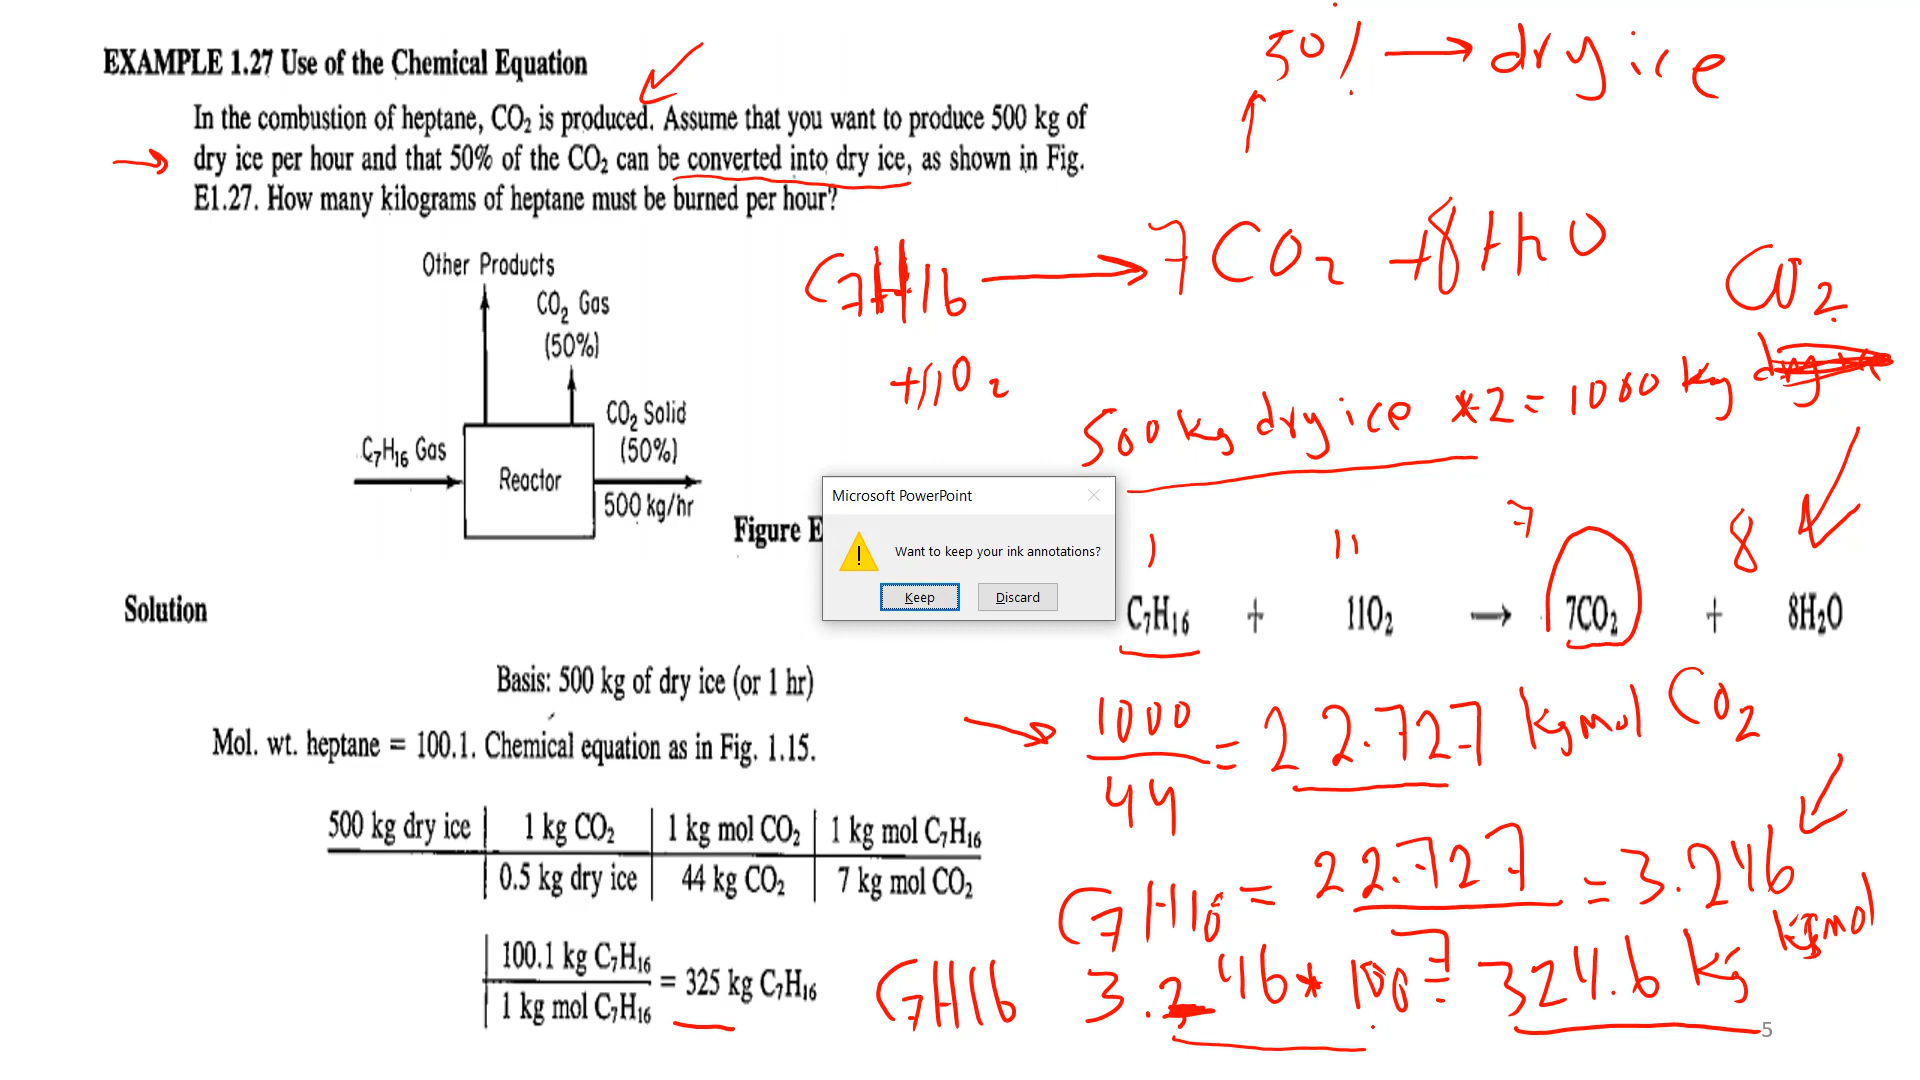 50% → dry ice
EXAMPLE 1.27 Use of the Chemical Equation
In the combustion of heptane, CO₂ is produced. Assume that you want to produce 500 kg of
dry ice per hour and that 50% of the CO₂ can be converted into dry ice, as shown in Fig.
E1.27. How many kilograms of heptane must be burned per hour?
C7H16 → 7CO2 + 8H2O
+11O2
CO2
500 kg dry ice *2 = 1000 kg
Other Products
CO₂ Gas
(50%)
C₇H₁₆ Gas
Reactor
CO₂ Solid
(50%)
500 kg/hr
Figure E
Microsoft PowerPoint
Want to keep your ink annotations?
Keep
Discard
1 11 7 8
C₇H₁₆ + 11O₂ → 7CO₂ + 8H₂O
Solution
Basis: 500 kg of dry ice (or 1 hr)
Mol. wt. heptane = 100.1. Chemical equation as in Fig. 1.15.
1000/44 = 22.727 kgmol CO2
500 kg dry ice | 1 kg CO₂ | 1 kg mol CO₂ | 1 kg mol C₇H₁₆
0.5 kg dry ice | 44 kg CO₂ | 7 kg mol CO₂
C7H16 = 22.727/7 = 3.246 kgmol
100.1 kg C₇H₁₆
1 kg mol C₇H₁₆
= 325 kg C₇H₁₆
C7H16 3.246*100 = 324.6 kg
5